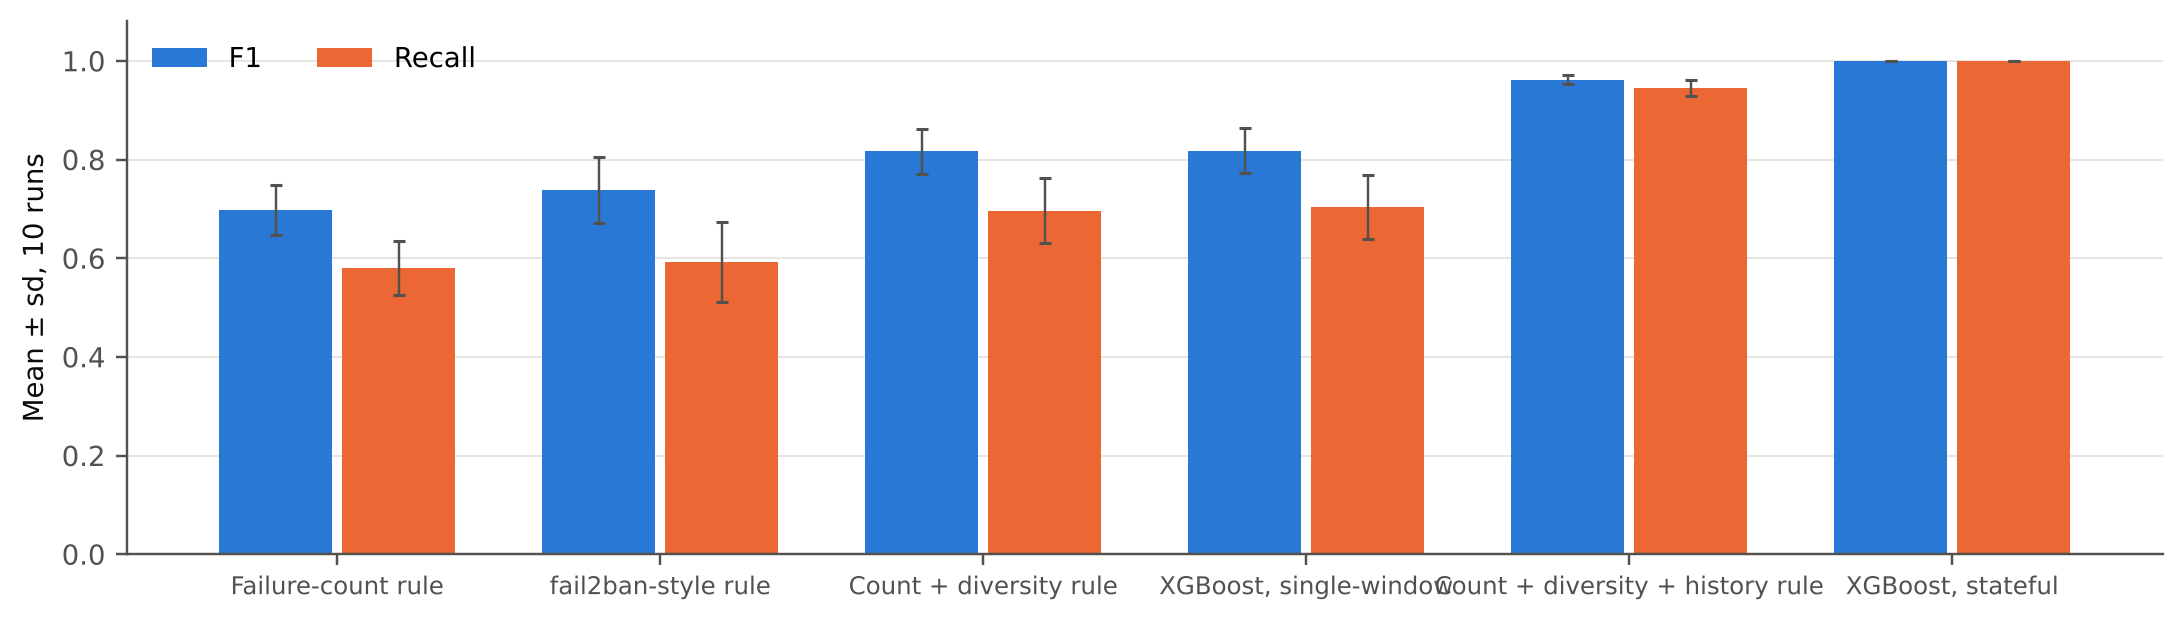 F1 Recall
Mean ± sd, 10 runs
1.0
0.8
0.6
0.4
0.2
0.0
Failure-count rule
fail2ban-style rule
Count + diversity rule
XGBoost, single-window
Count + diversity + history rule
XGBoost, stateful